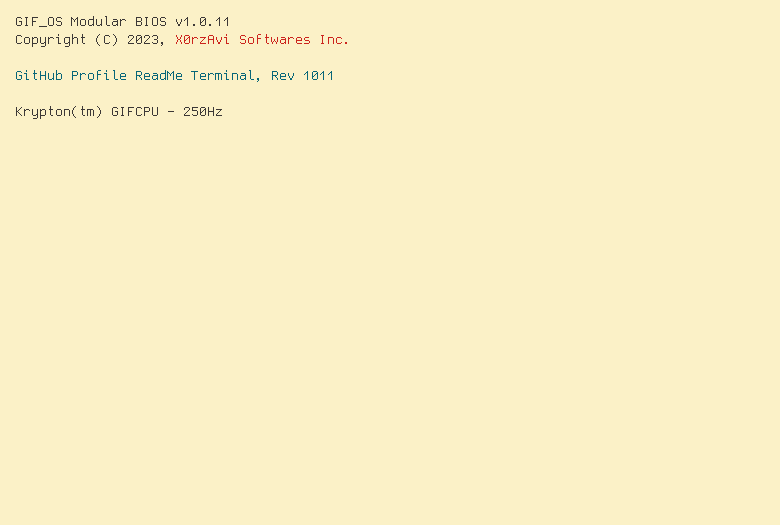 GIF_OS Modular BIOS v1.0.11
Copyright (C) 2023, X0rzAvi Softwares Inc.
GitHub Profile ReadMe Terminal, Rev 1011
Krypton(tm) GIFCPU - 250Hz